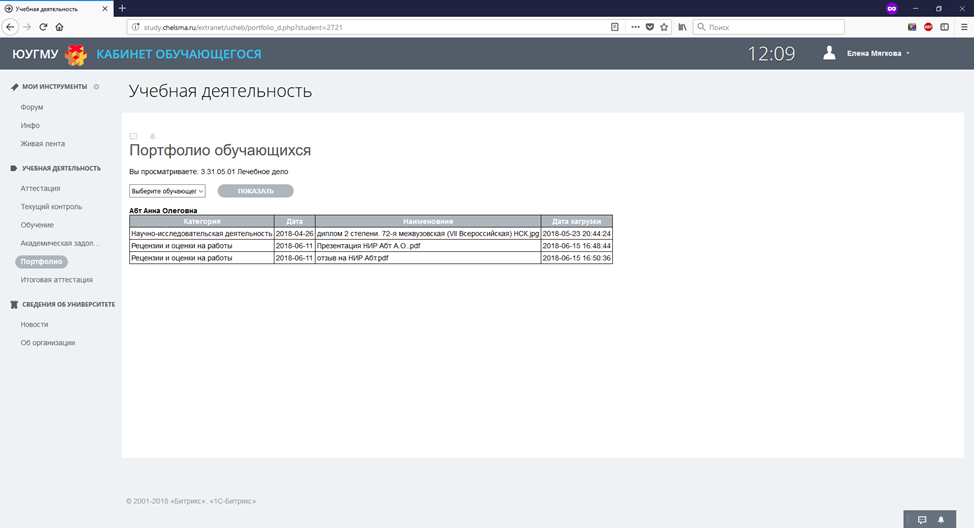 Учебная деятельность
study.chelsma.ru/extranet/ucheb/portfolio_d.php?student=2721
Поиск
ЮУГМУ КАБИНЕТ ОБУЧАЮЩЕГОСЯ
12:09
Елена Мягкова
МОИ ИНСТРУМЕНТЫ
Форум
Инфо
Живая лента
УЧЕБНАЯ ДЕЯТЕЛЬНОСТЬ
Аттестация
Текущий контроль
Обучение
Академическая задол...
Портфолио
Итоговая аттестация
СВЕДЕНИЯ ОБ УНИВЕРСИТЕТЕ
Новости
Об организации
Учебная деятельность
Портфолио обучающихся
Вы просматриваете: 3.31.05.01 Лечебное дело
Выберите обучающег
ПОКАЗАТЬ
Абт Анна Олеговна
Категория Дата Наименовние Дата загрузки
Научно-исследовательская деятельность 2018-04-26 диплом 2 степени. 72-я межвузовская (VII Всероссийская) НСК.jpg 2018-05-23 20:44:24
Рецензии и оценки на работы 2018-06-11 Презентация НИР Абт А.О..pdf 2018-06-15 16:48:44
Рецензии и оценки на работы 2018-06-11 отзыв на НИР Абт.pdf 2018-06-15 16:50:36
© 2001-2018 «Битрикс», «1С-Битрикс»